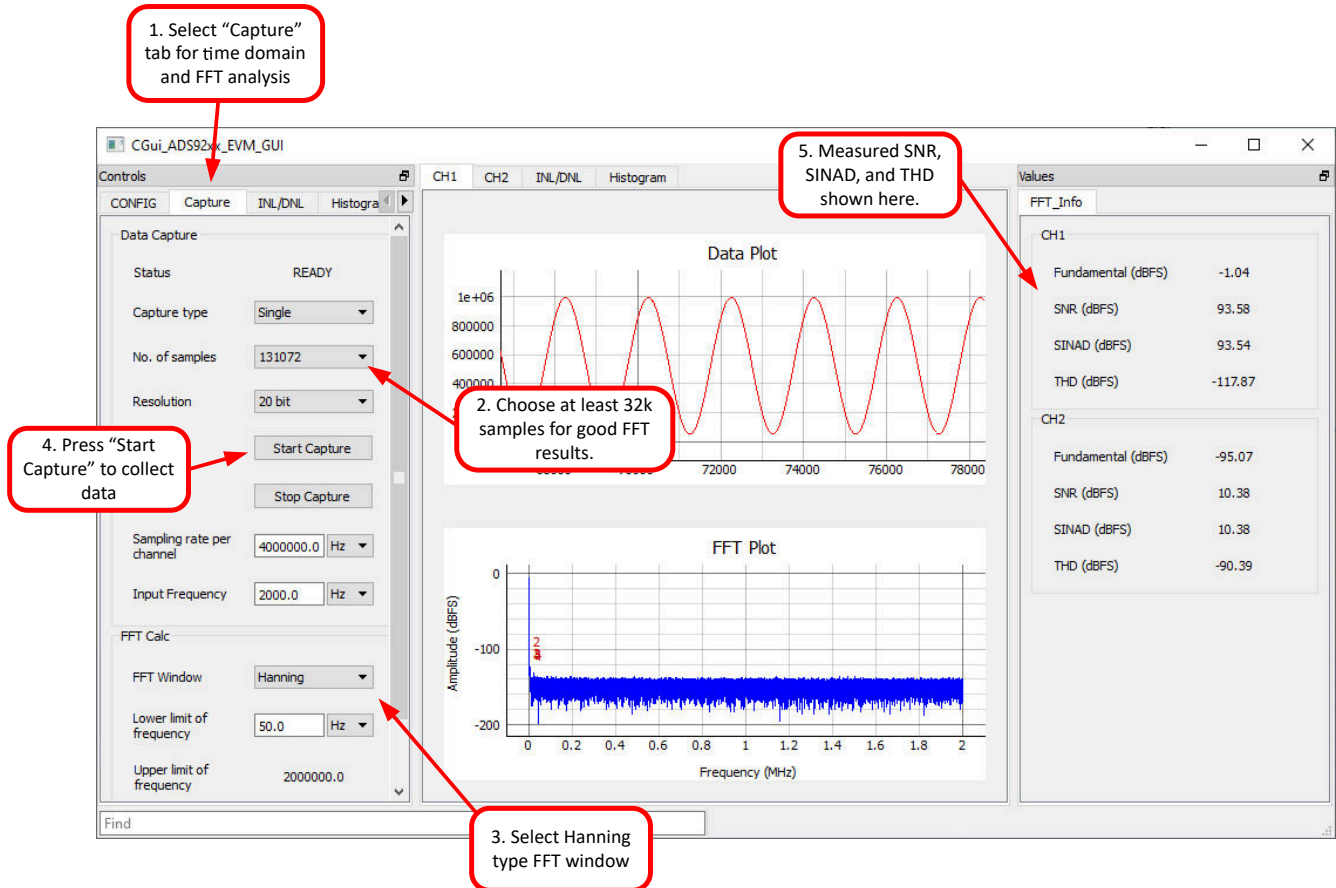 1. Select “Capture”
tab for time domain
and FFT analysis
CGui_ADS92xx_EVM_GUI
Controls
CONFIG Capture INL/DNL Histogra
Data Capture
Status READY
Capture type Single
No. of samples 131072
Resolution 20 bit
Start Capture
Stop Capture
Sampling rate per
channel
4000000.0 Hz
Input Frequency 2000.0 Hz
FFT Calc
FFT Window Hanning
Lower limit of
frequency
50.0 Hz
Upper limit of
frequency
2000000.0
Find
4. Press “Start
Capture” to collect
data
CH1 CH2 INL/DNL Histogram
Data Plot
1e+06
800000
600000
400000
72000 74000 76000 78000
2. Choose at least 32k
samples for good FFT
results.
FFT Plot
Amplitude (dBFS)
0
-100
-200
2
0 0.2 0.4 0.6 0.8 1 1.2 1.4 1.6 1.8 2
Frequency (MHz)
3. Select Hanning
type FFT window
5. Measured SNR,
SINAD, and THD
shown here.
Values
FFT_Info
CH1
Fundamental (dBFS) -1.04
SNR (dBFS) 93.58
SINAD (dBFS) 93.54
THD (dBFS) -117.87
CH2
Fundamental (dBFS) -95.07
SNR (dBFS) 10.38
SINAD (dBFS) 10.38
THD (dBFS) -90.39